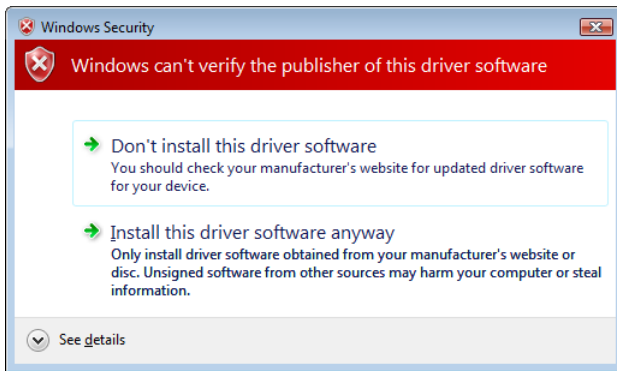 Windows Security
Windows can't verify the publisher of this driver software
Don't install this driver software
You should check your manufacturer's website for updated driver software
for your device.
Install this driver software anyway
Only install driver software obtained from your manufacturer's website or
disc. Unsigned software from other sources may harm your computer or steal
information.
See details